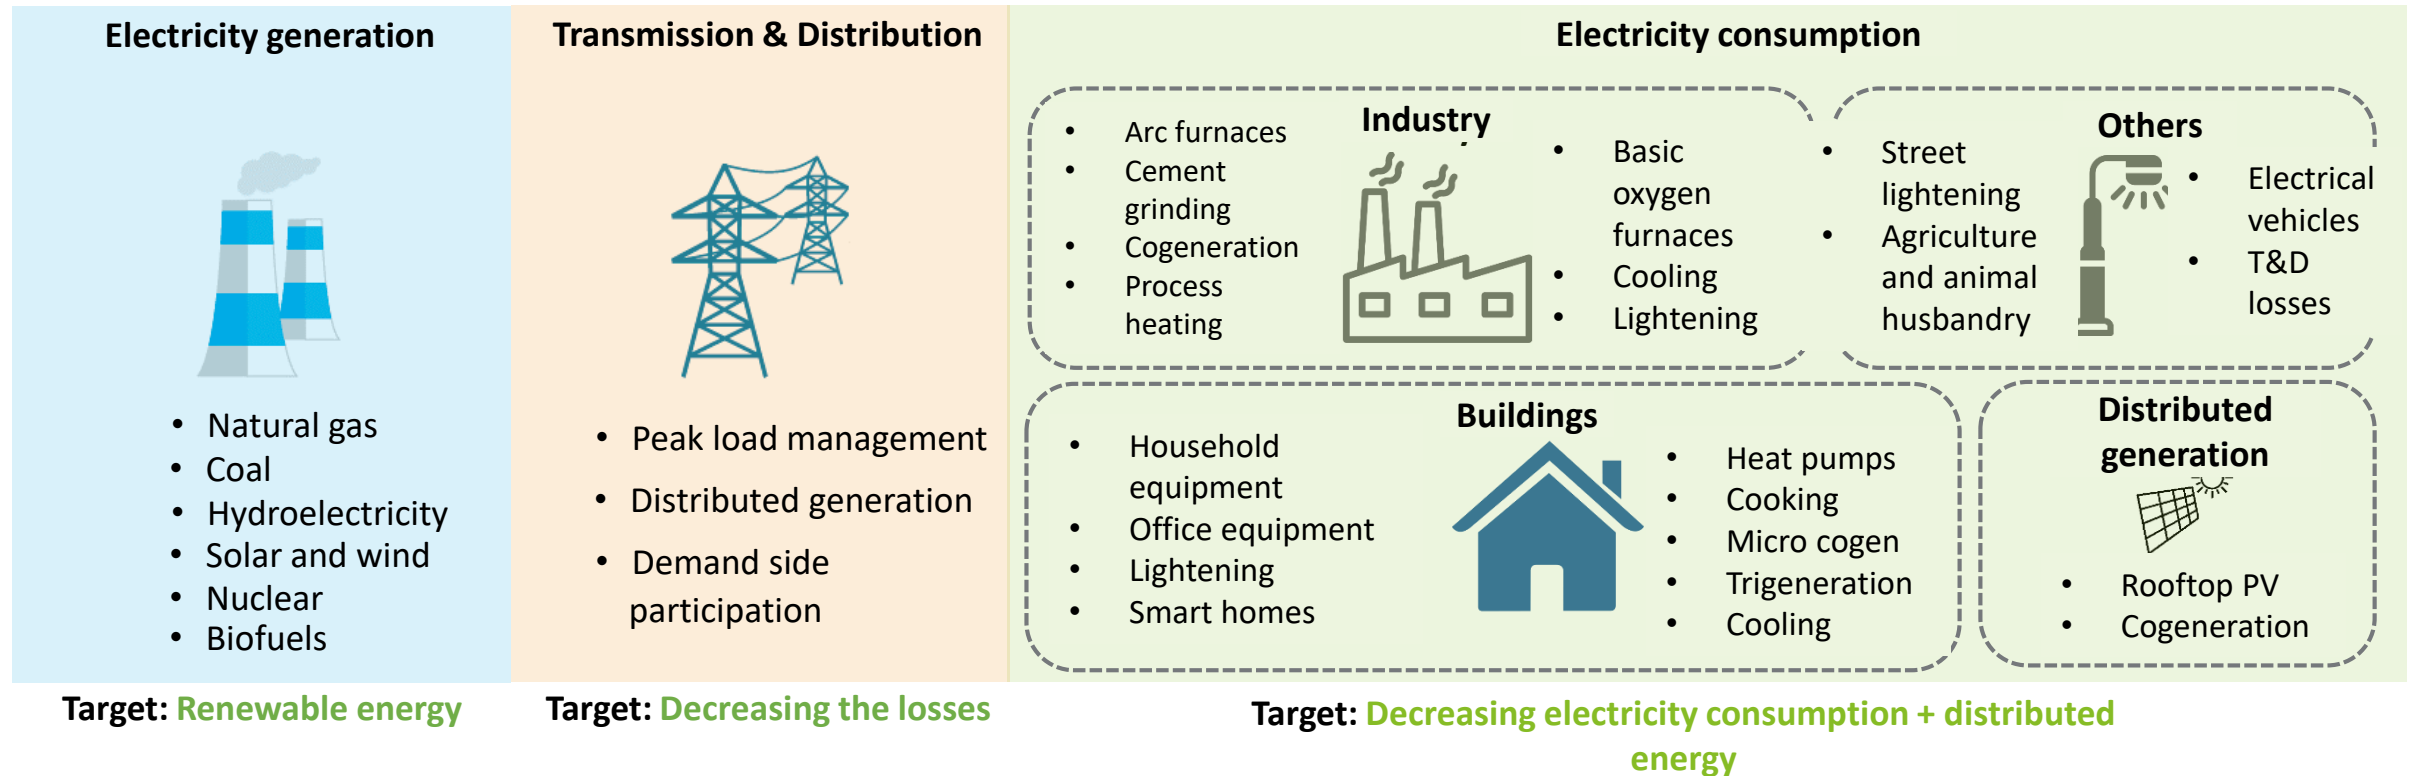 Electricity generation
• Natural gas
• Coal
• Hydroelectricity
• Solar and wind
• Nuclear
• Biofuels
Target: Renewable energy
Transmission & Distribution
• Peak load management
• Distributed generation
• Demand side
participation
Target: Decreasing the losses
Electricity consumption
Industry
• Arc furnaces
• Cement
grinding
• Cogeneration
• Process
heating
• Basic
oxygen
furnaces
• Cooling
• Lightening
Others
• Street
lightening
• Agriculture
and animal
husbandry
• Electrical
vehicles
• T&D
losses
Buildings
• Household
equipment
• Office equipment
• Lightening
• Smart homes
• Heat pumps
• Cooking
• Micro cogen
• Trigeneration
• Cooling
Distributed
generation
• Rooftop PV
• Cogeneration
Target: Decreasing electricity consumption + distributed
energy